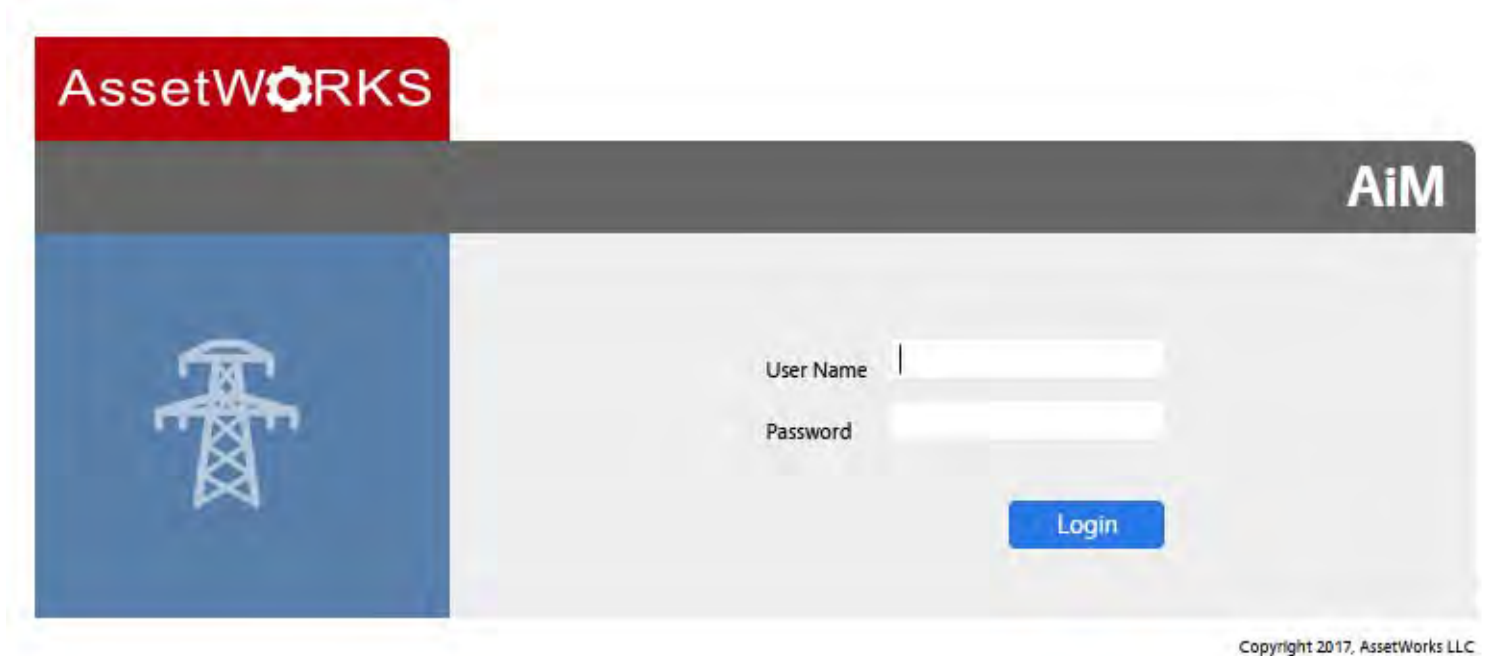 AssetWORKS
AiM
User Name
Password
Login
Copyright 2017, AssetWorks LLC